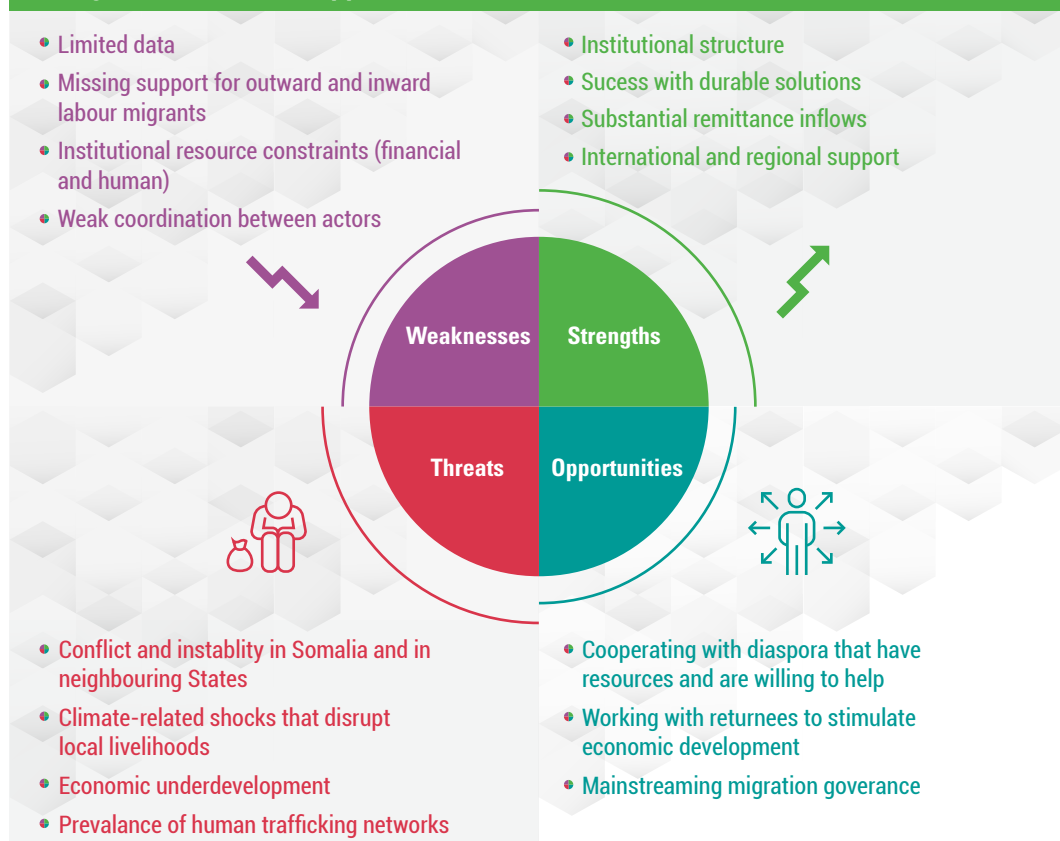 • Limited data
• Missing support for outward and inward
labour migrants
• Institutional resource constraints (financial
and human)
• Weak coordination between actors
• Institutional structure
• Sucess with durable solutions
• Substantial remittance inflows
• International and regional support
Weaknesses
Strengths
Threats
Opportunities
• Conflict and instablity in Somalia and in
neighbouring States
• Climate-related shocks that disrupt
local livelihoods
• Economic underdevelopment
• Prevalance of human trafficking networks
• Cooperating with diaspora that have
resources and are willing to help
• Working with returnees to stimulate
economic development
• Mainstreaming migration goverance